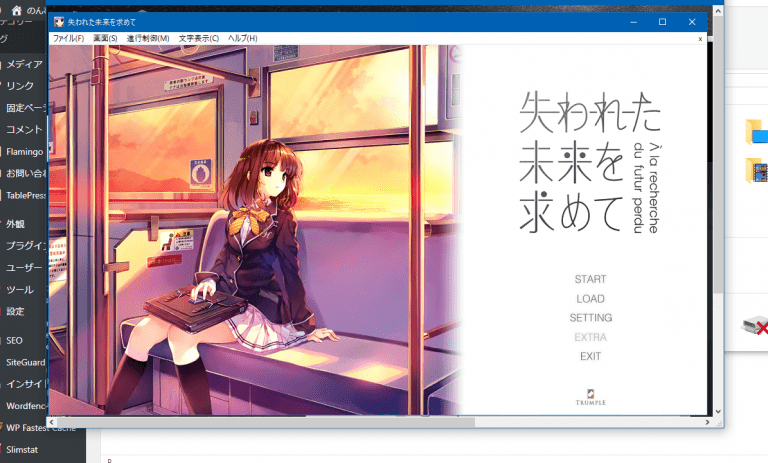 のんび
テゴリー
グ
メディア
リンク
固定ペー
コメント
Flamingo
お問い合わ
TablePress
外観
プラグイン
ユーザー
ツール
設定
SEO
SiteGuard
インサイト
Wordfenc
WP Fastest Cache
Slimstat
失われた未来を求めて
ファイル(F) 画面(S) 進行制御(M) 文字表示(C) ヘルプ(H)
x
失われた
未来を
求めて
À la recherche
du futur perdu
START
LOAD
SETTING
EXTRA
EXIT
TRUMPLE